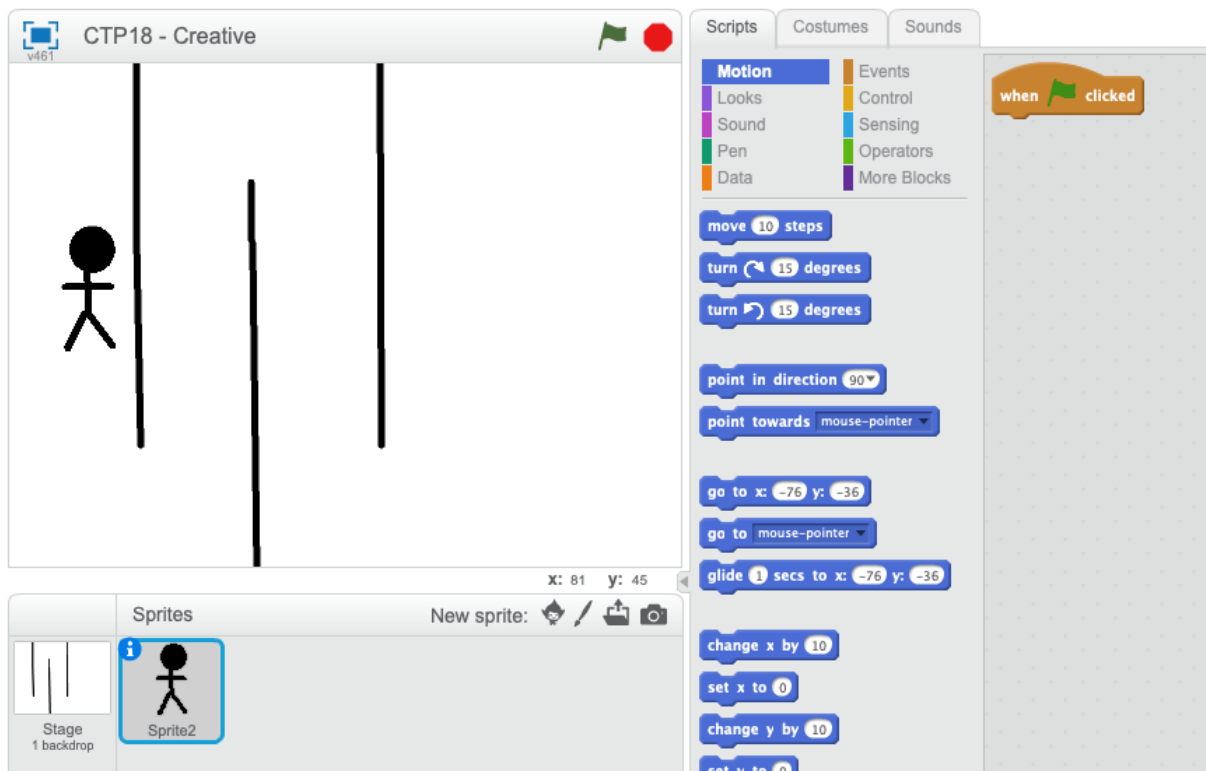 CTP18 - Creative
v461
x: 81 y: 45
Sprites
New sprite:
Stage
1 backdrop
Sprite2
Scripts
Costumes
Sounds
Motion
Looks
Sound
Pen
Data
Events
Control
Sensing
Operators
More Blocks
move 10 steps
turn 15 degrees
turn 15 degrees
point in direction 90
point towards mouse-pointer
go to x: -76 y: -36
go to mouse-pointer
glide 1 secs to x: -76 y: -36
change x by 10
set x to 0
change y by 10
set y to 0
when clicked